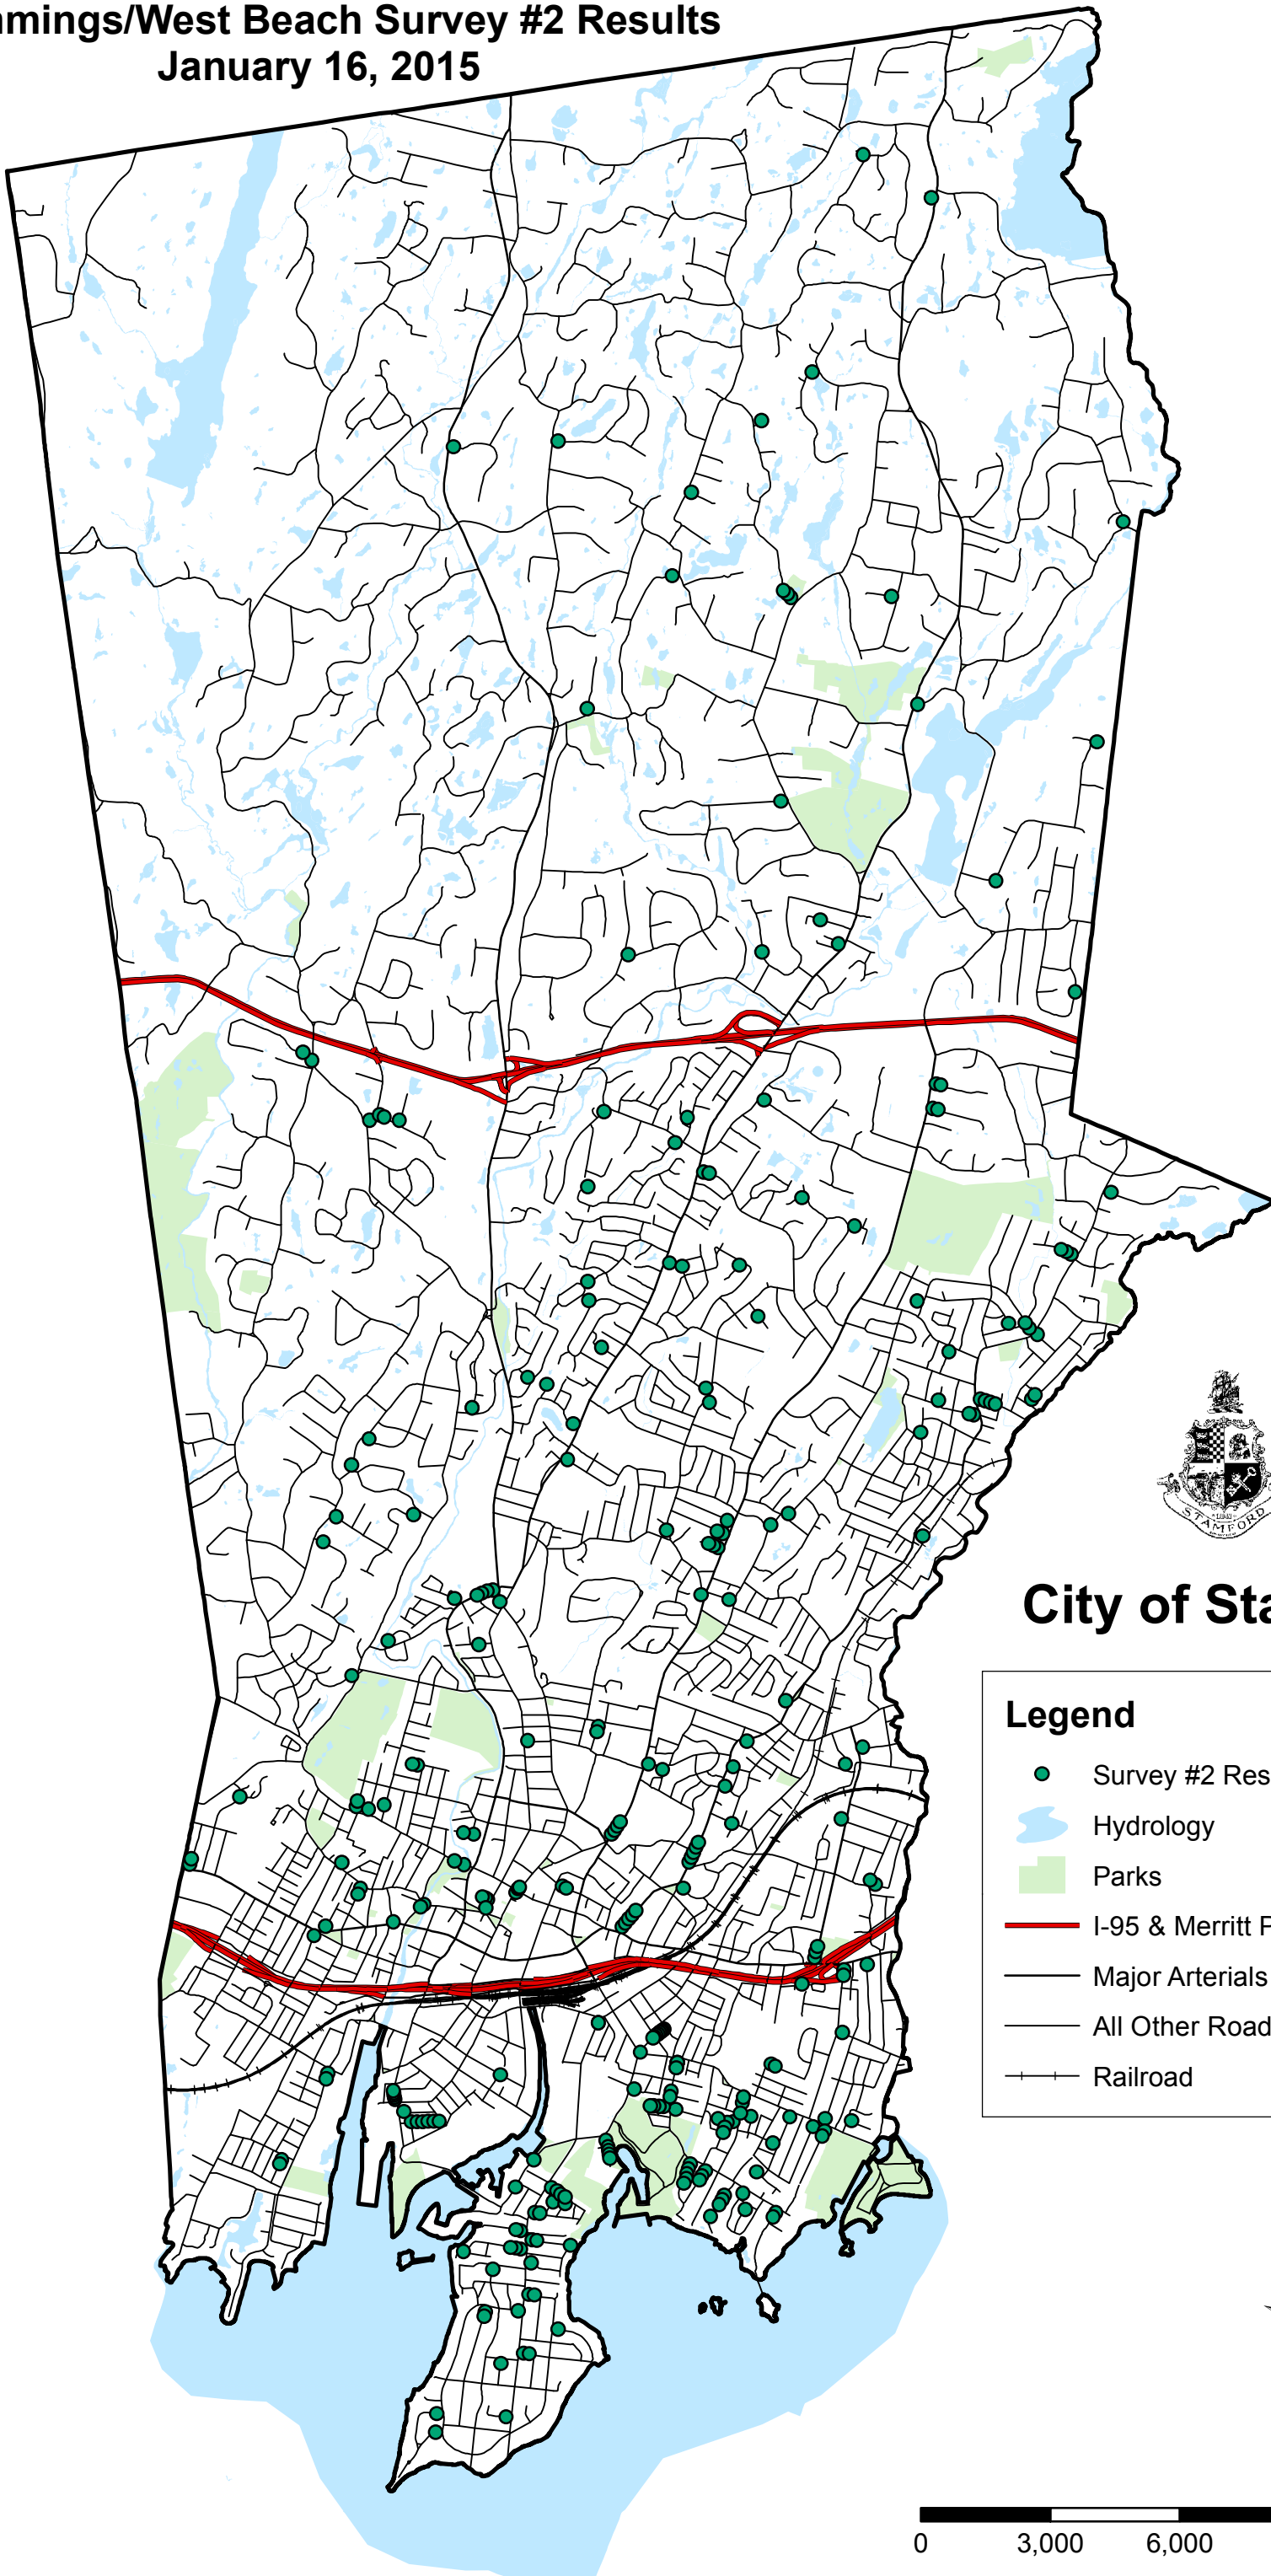 mmings/West Beach Survey #2 Results
January 16, 2015
STAMFORD
City of Sta
Legend
Survey #2 Res
Hydrology
Parks
I-95 & Merritt P
Major Arterials
All Other Road
Railroad
0 3,000 6,000